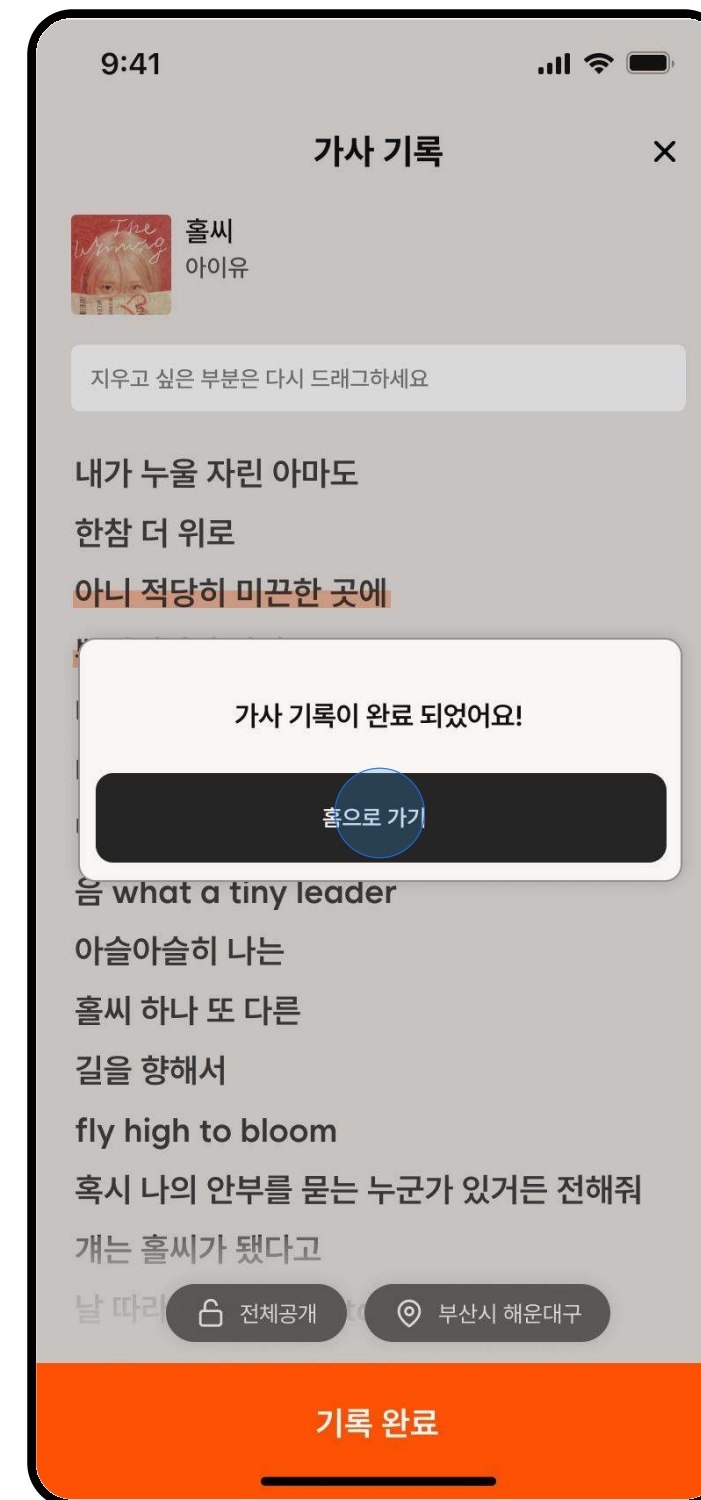 9:41
가사 기록
The Winning
홀씨
아이유
지우고 싶은 부분은 다시 드래그하세요
내가 누울 자린 아마도
한참 더 위로
아니 적당히 미끈한 곳에
가사 기록이 완료 되었어요!
홈으로 가기
음 what a tiny leader
아슬아슬히 나는
홀씨 하나 또 다른
길을 향해서
fly high to bloom
혹시 나의 안부를 묻는 누군가 있거든 전해줘
걔는 홀씨가 됐다고
날 따라
전체공개
부산시 해운대구
기록 완료